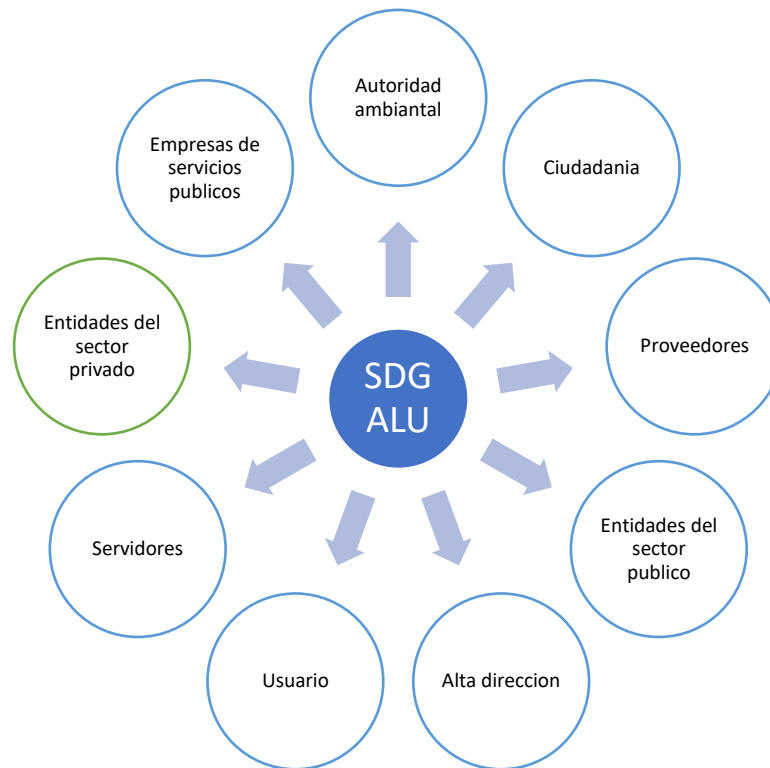 Autoridad
ambiantal
Empresas de
servicios
publicos
Ciudadania
Entidades del
sector
privado
Proveedores
SDG
ALU
Servidores
Entidades del
sector
publico
Usuario
Alta direccion